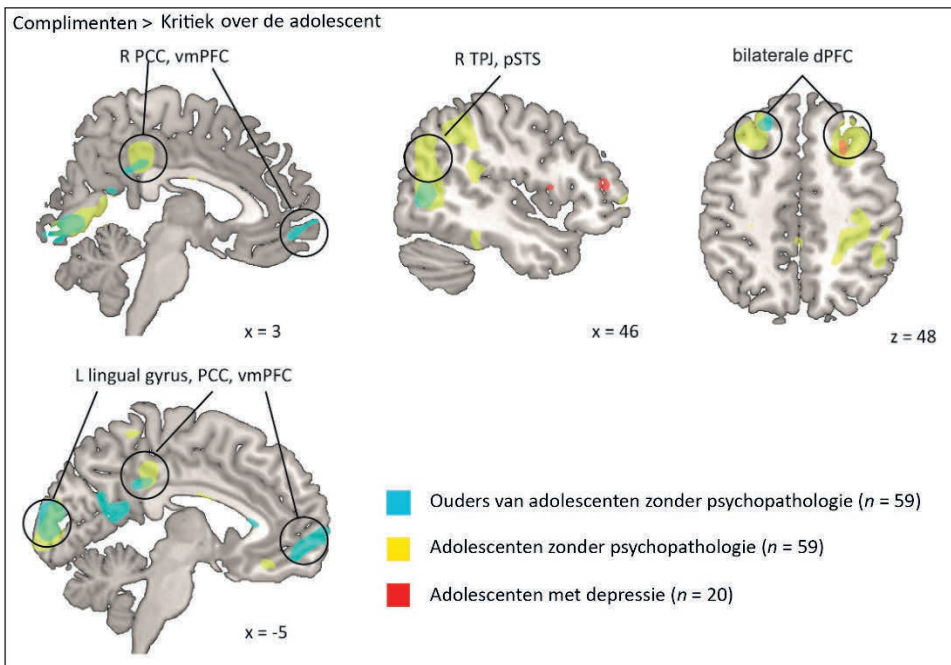 Complimenten > Kritiek over de adolescent
R PCC, vmPFC
R TPJ, pSTS
bilaterale dPFC
x = 3
x = 46
z = 48
L lingual gyrus, PCC, vmPFC
x = -5
Ouders van adolescenten zonder psychopathologie (n = 59)
Adolescenten zonder psychopathologie (n = 59)
Adolescenten met depressie (n = 20)